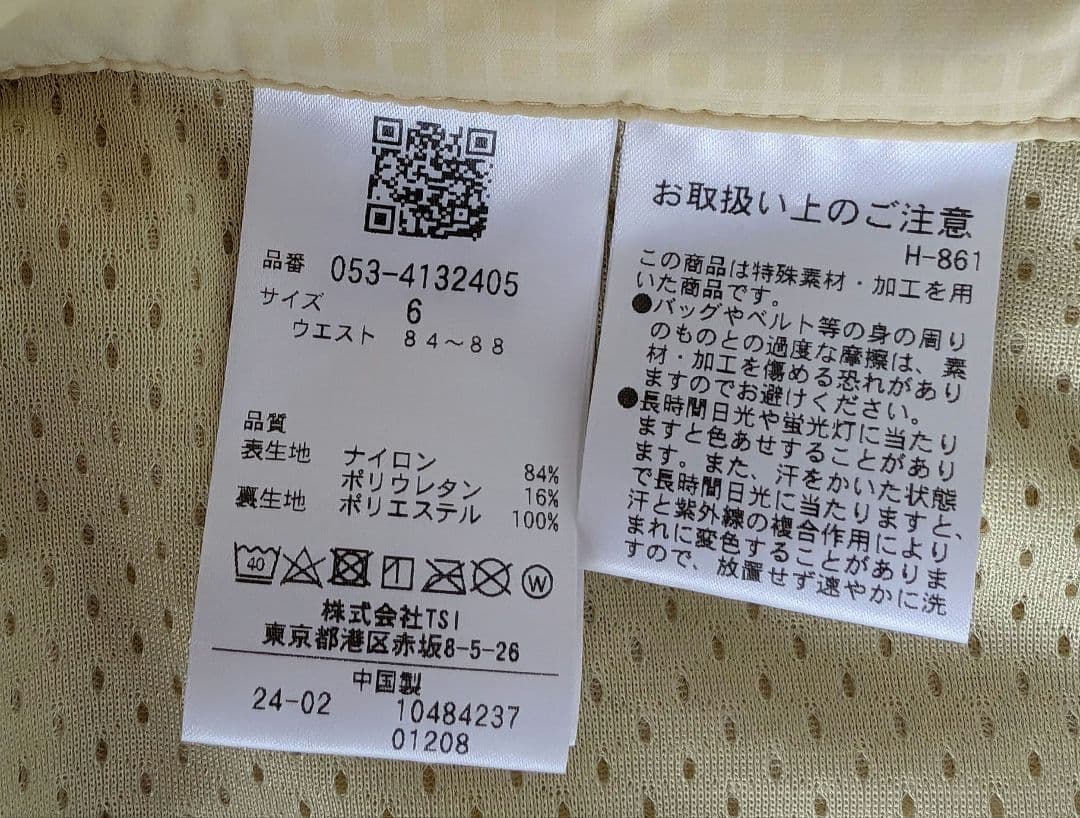 品番 053-4132405
サイズ 6
ウエスト 84～88
品質
表生地 ナイロン 84%
ポリウレタン 16%
裏生地 ポリエステル 100%
40 W
株式会社TSI
東京都港区赤坂8-5-26
中国製
24-02 10484237
01208
お取扱い上のご注意
H-861
この商品は特殊素材・加工を用
いた商品です。
●バッグやベルト等の身の周り
のものとの過度な摩擦は、素
材・加工を傷める恐れがあり
ますのでお避けください。
●長時間日光や蛍光灯に当たり
ますと色あせすることがあり
ます。また、汗をかいた状態
で長時間日光に当たりますと、
汗と紫外線の複合作用により
まれに変色することがありま
すので、放置せず速やかに洗